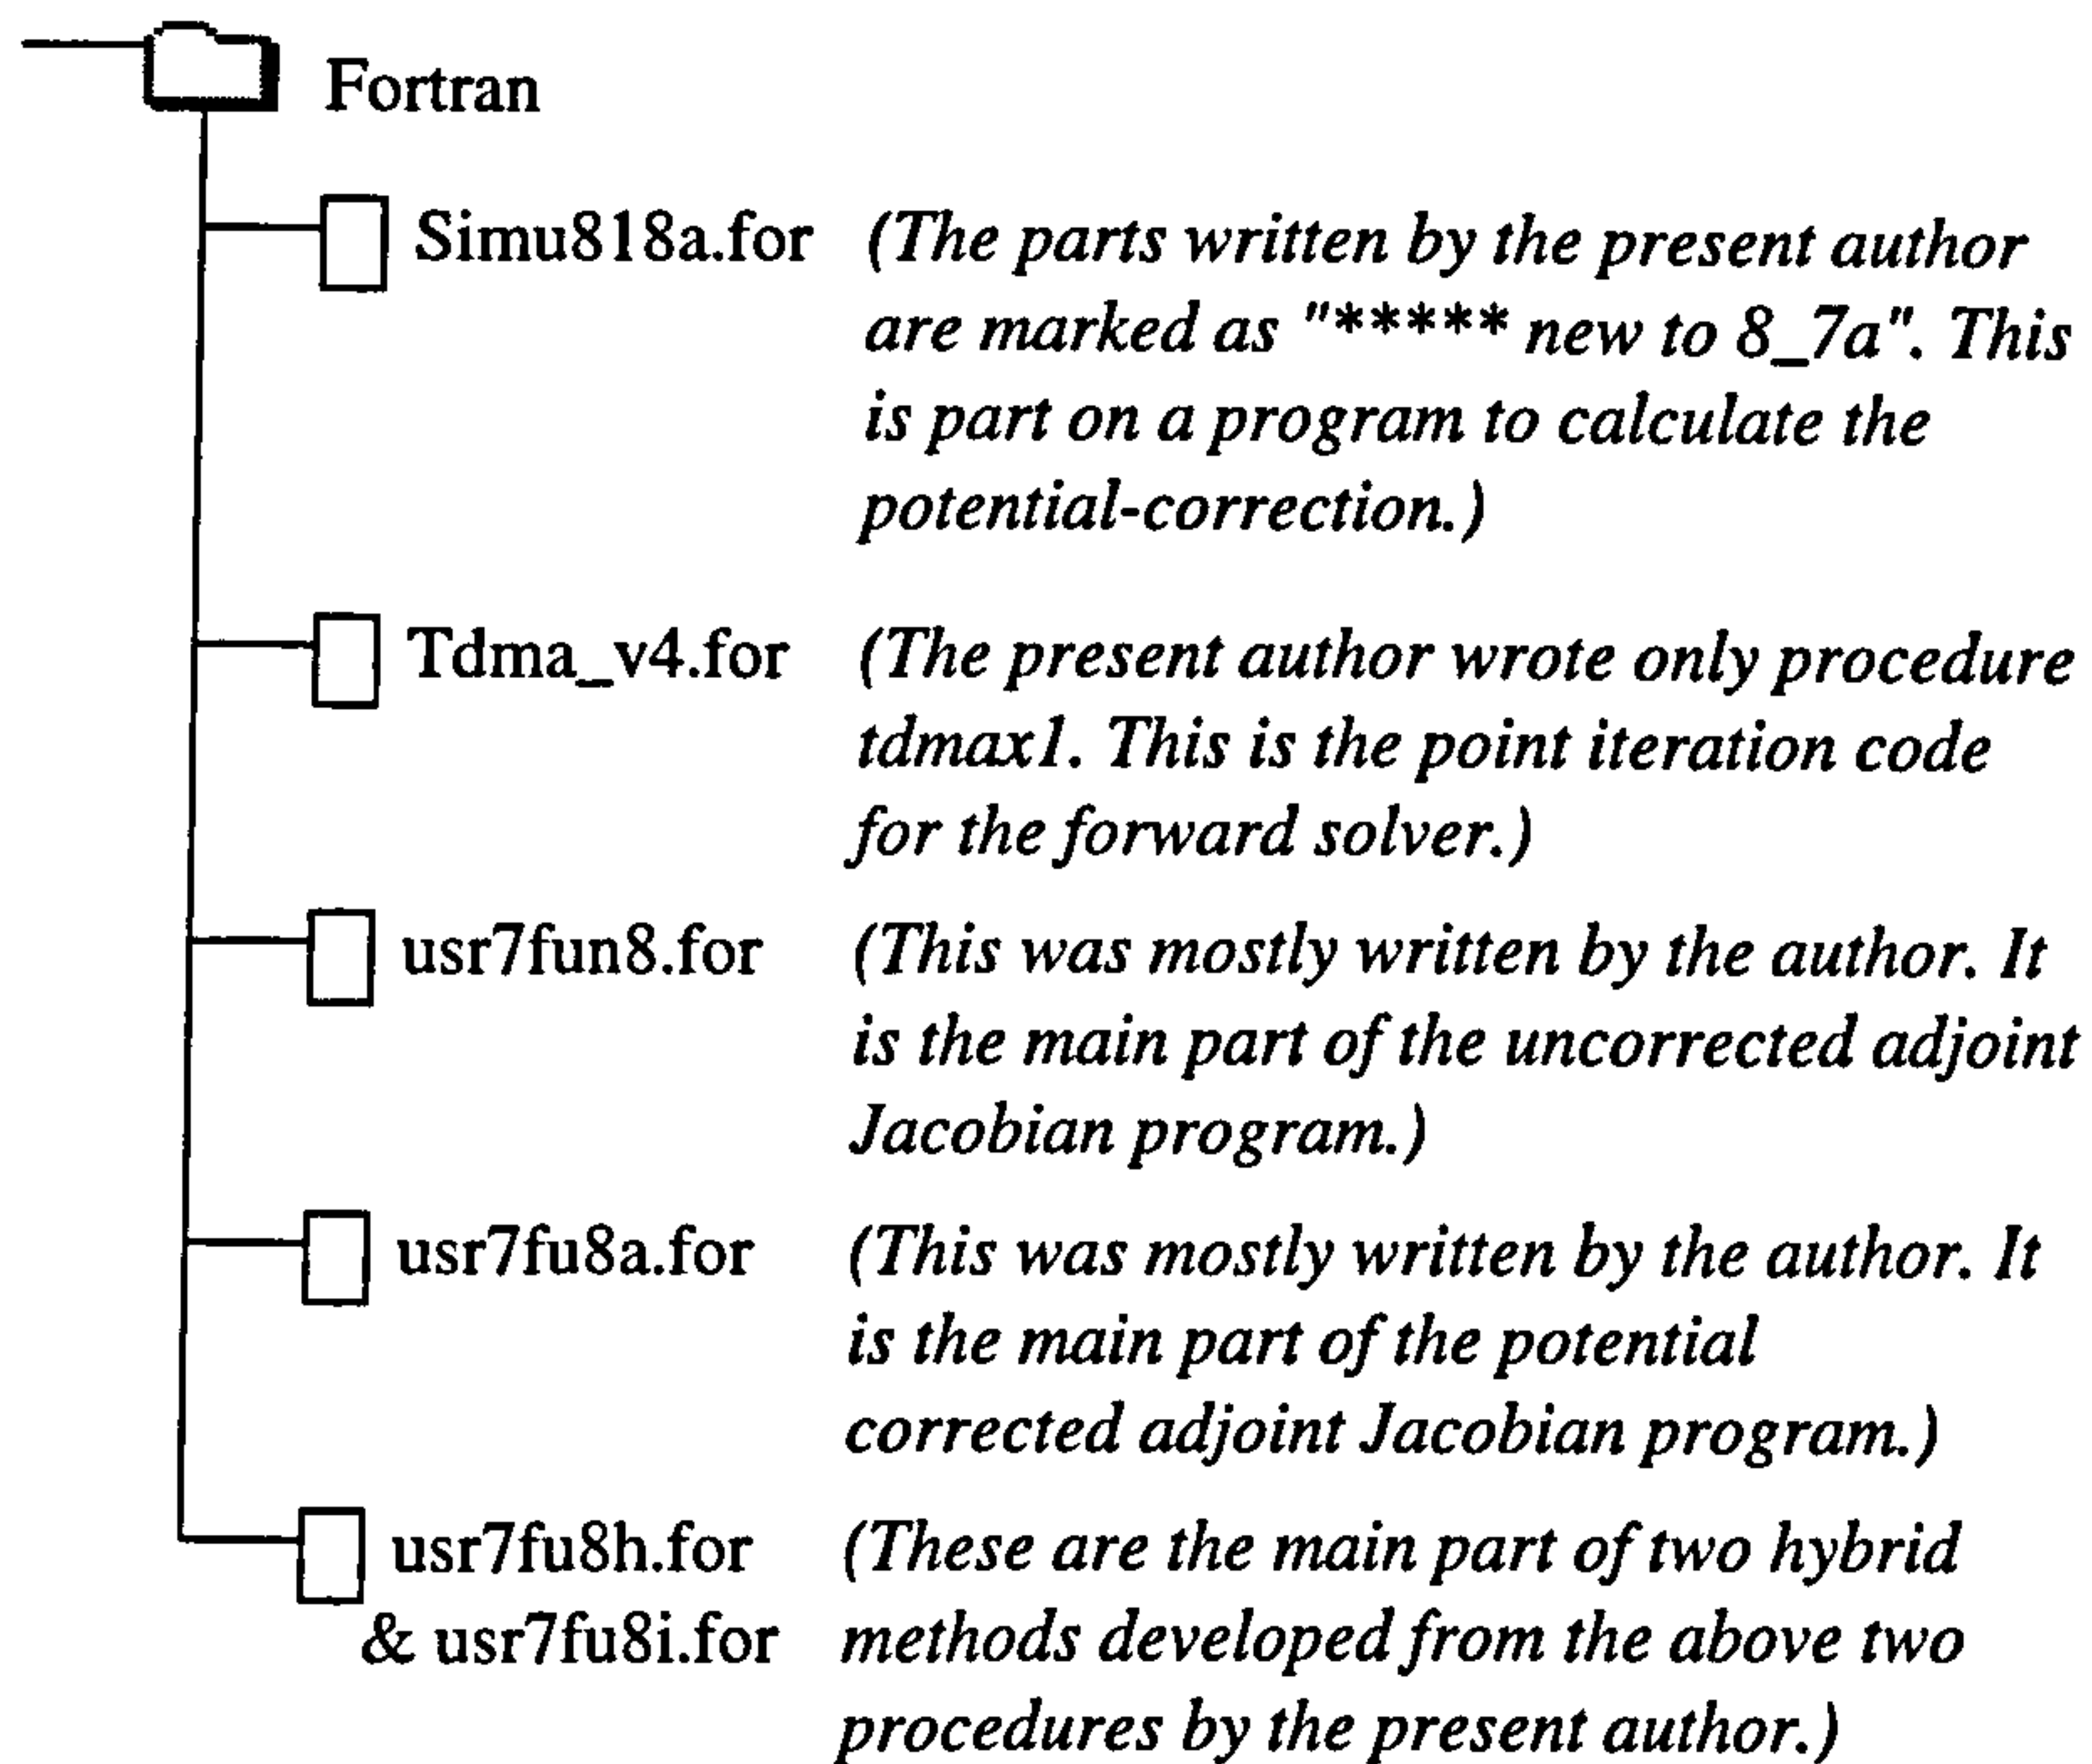 Fortran
Simu818a.for (The parts written by the present author
are marked as "***** new to 8_7a". This
is part on a program to calculate the
potential-correction.)
Tdma_v4.for (The present author wrote only procedure
tdmax1. This is the point iteration code
for the forward solver.)
usr7fun8.for (This was mostly written by the author. It
is the main part of the uncorrected adjoint
Jacobian program.)
usr7fu8a.for (This was mostly written by the author. It
is the main part of the potential
corrected adjoint Jacobian program.)
usr7fu8h.for (These are the main part of two hybrid
& usr7fu8i.for methods developed from the above two
procedures by the present author.)